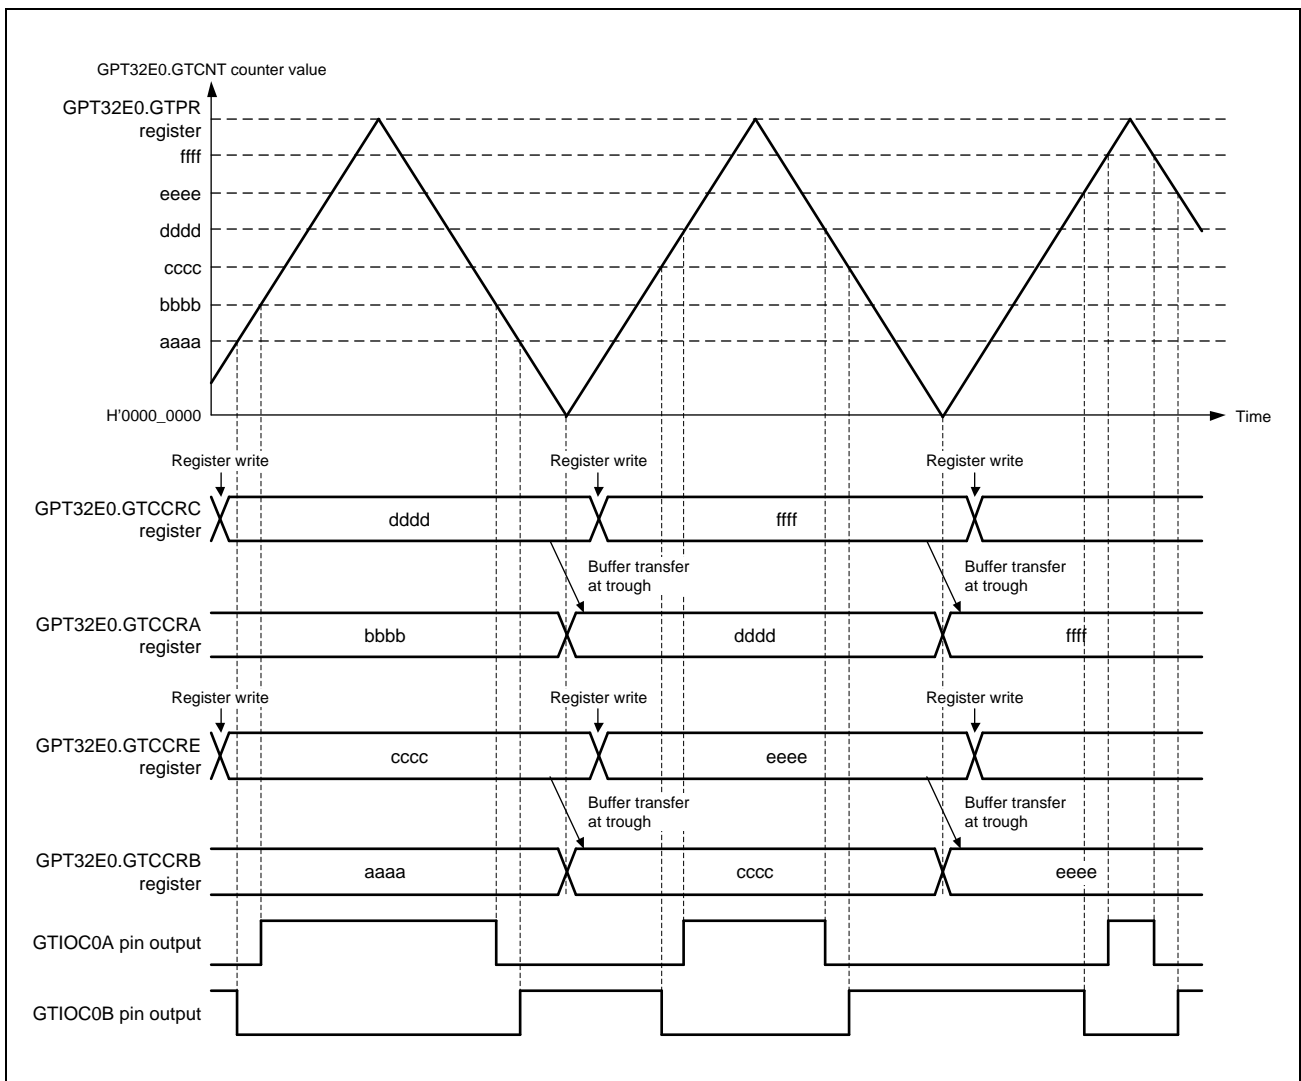 GPT32E0.GTCNT counter value
GPT32E0.GTPR
register
ffff
eeee
dddd
cccc
bbbb
aaaa
H'0000_0000
Time
Register write
Register write
Register write
GPT32E0.GTCCRC
register
dddd
ffff
Buffer transfer
at trough
Buffer transfer
at trough
GPT32E0.GTCCRA
register
bbbb
dddd
ffff
Register write
Register write
Register write
GPT32E0.GTCCRE
register
cccc
eeee
Buffer transfer
at trough
Buffer transfer
at trough
GPT32E0.GTCCRB
register
aaaa
cccc
eeee
GTIOC0A pin output
GTIOC0B pin output